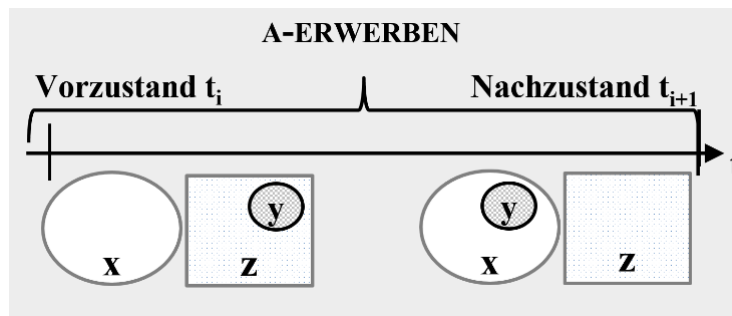 A-ERWERBEN
Vorzustand tᵢ Nachzustand tᵢ₊₁
y y
x z x z